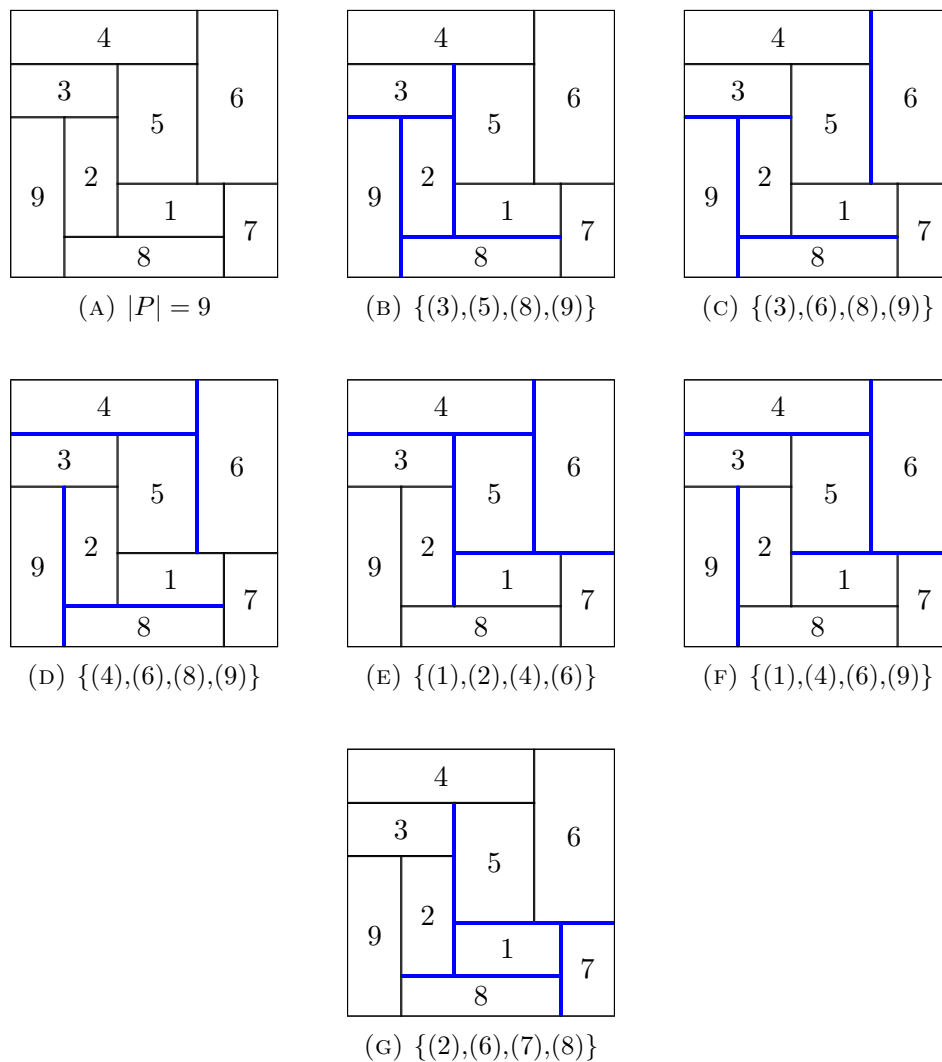 4 4 4
3 6 3 6 3 6
5 5 5
9 2 9 2 9 2
1 7 1 7 1 7
8 8 8
(A) |P| = 9 (B) {(3),(5),(8),(9)} (C) {(3),(6),(8),(9)}
4 4 4
3 6 3 6 3 6
5 5 5
9 2 9 2 9 2
1 7 1 7 1 7
8 8 8
(D) {(4),(6),(8),(9)} (E) {(1),(2),(4),(6)} (F) {(1),(4),(6),(9)}
4
3 6
5
9 2
1 7
8
(G) {(2),(6),(7),(8)}